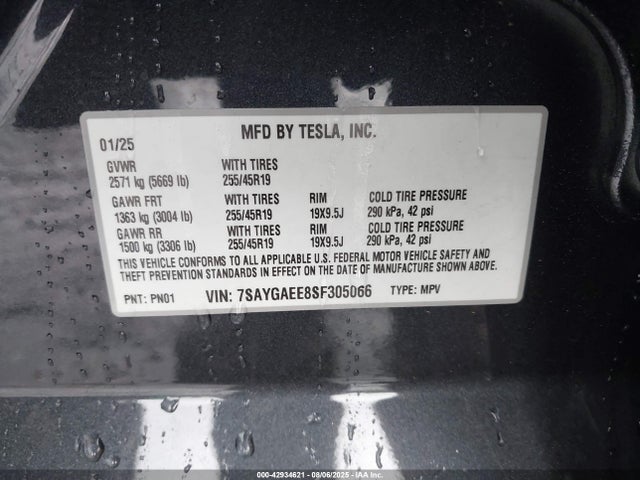 MFD BY TESLA, INC.
01/25
GVWR WITH TIRES
2571 kg (5669 lb) 255/45R19
GAWR FRT WITH TIRES RIM COLD TIRE PRESSURE
1363 kg (3004 lb) 255/45R19 19X9.5J 290 kPa, 42 psi
GAWR RR WITH TIRES RIM COLD TIRE PRESSURE
1500 kg (3306 lb) 255/45R19 19X9.5J 290 kPa, 42 psi
THIS VEHICLE CONFORMS TO ALL APPLICABLE U.S. FEDERAL MOTOR VEHICLE SAFETY AND
THEFT PREVENTION STANDARDS IN EFFECT ON THE DATE OF MANUFACTURE SHOWN ABOVE.
PNT: PN01 VIN: 7SAYGAEE8SF305066 TYPE: MPV
000-42934621 - 08/06/2025 - IAAI.com